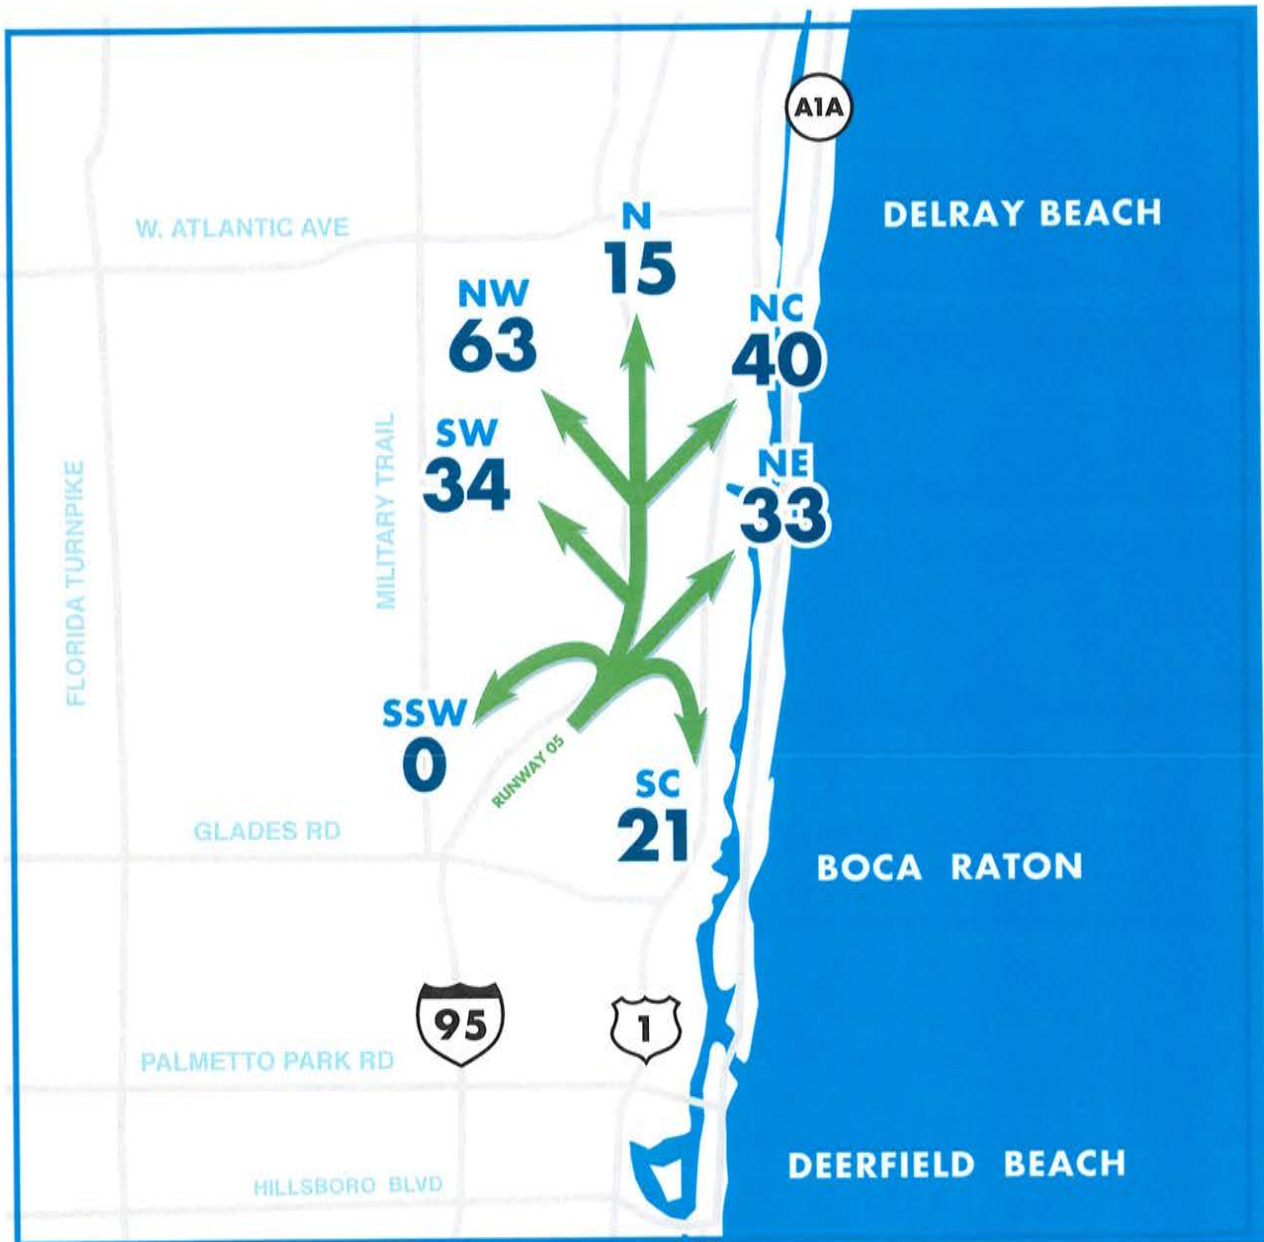 A1A
DELRAY BEACH
W. ATLANTIC AVE
N
15
NW
63
NC
40
SW
34
NE
33
MILITARY TRAIL
FLORIDA TURNPIKE
SSW
0
RUNWAY 05
SC
21
GLADES RD
BOCA RATON
95
1
PALMETTO PARK RD
DEERFIELD BEACH
HILLSBORO BLVD